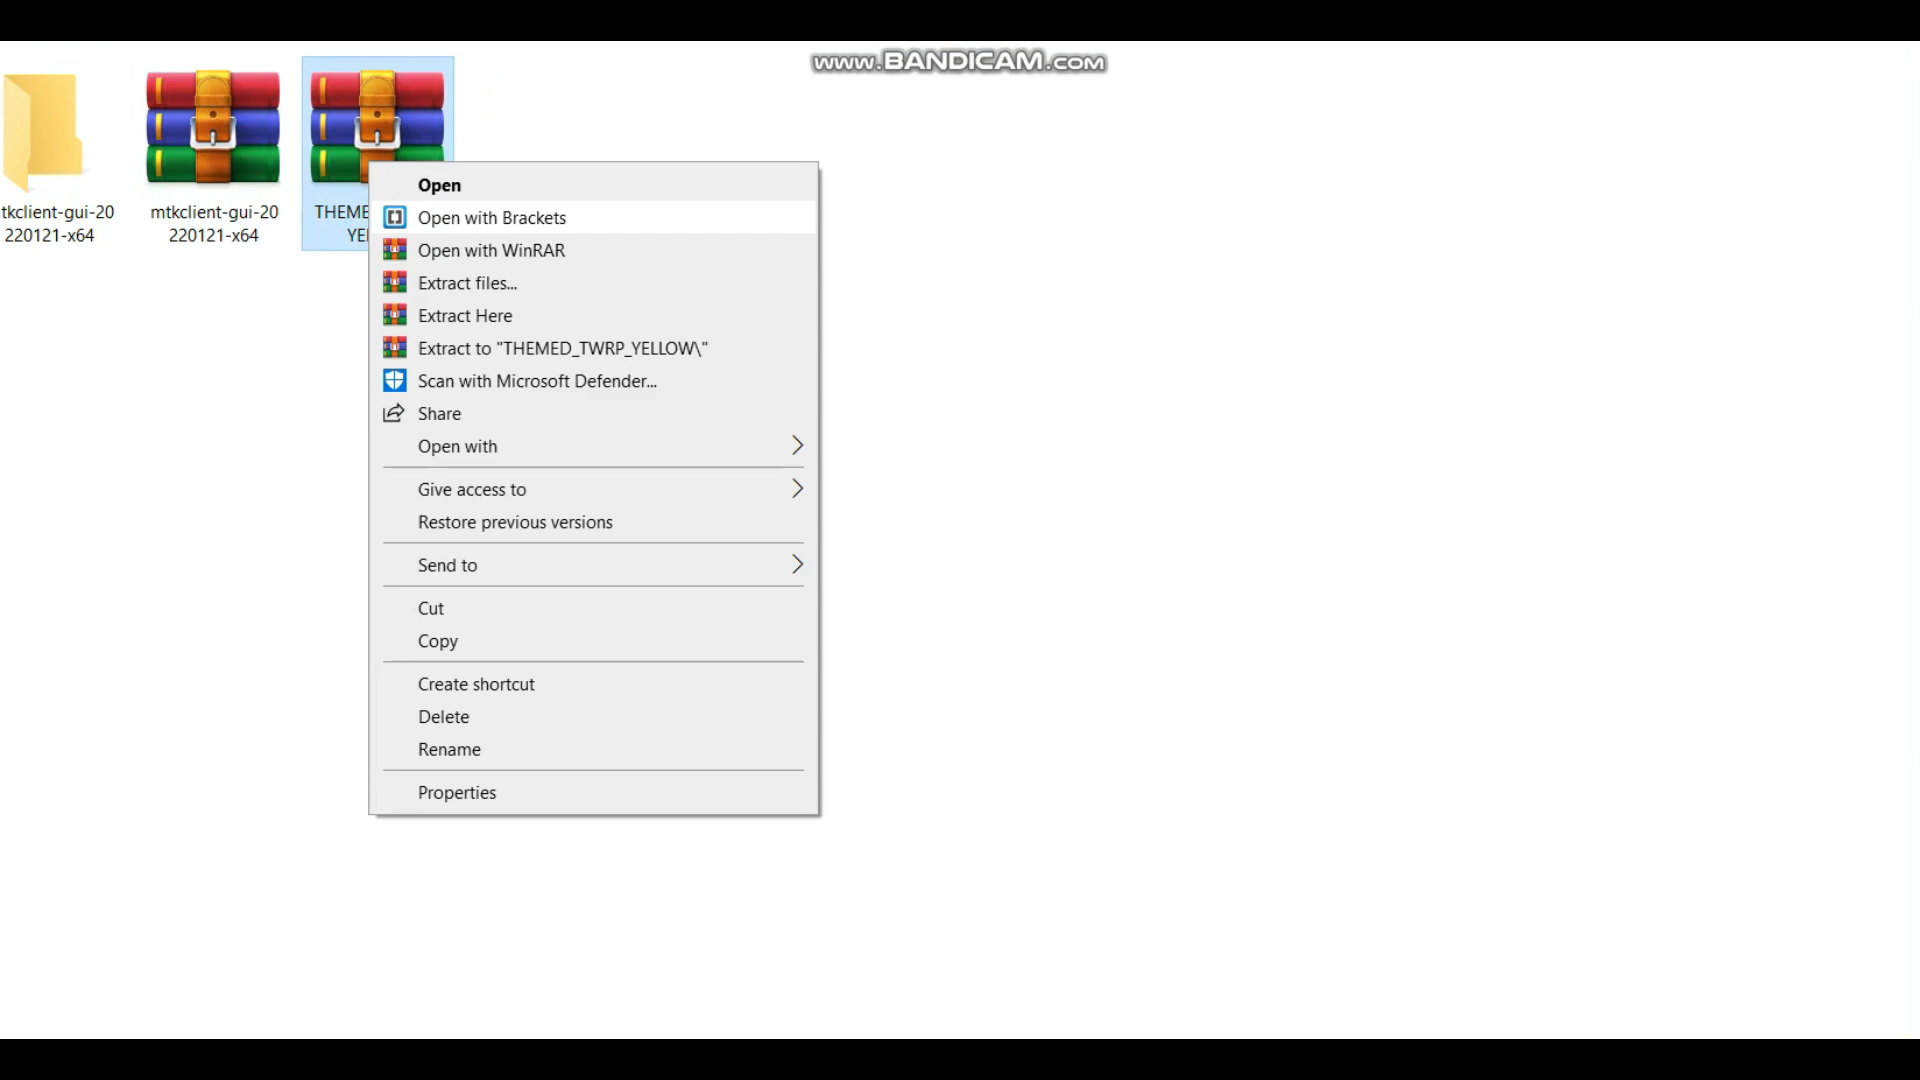 www.BANDICAM.com
tkclient-gui-20
220121-x64
mtkclient-gui-20
220121-x64
THEME
YE
Open
Open with Brackets
Open with WinRAR
Extract files...
Extract Here
Extract to "THEMED_TWRP_YELLOW\"
Scan with Microsoft Defender...
Share
Open with
Give access to
Restore previous versions
Send to
Cut
Copy
Create shortcut
Delete
Rename
Properties